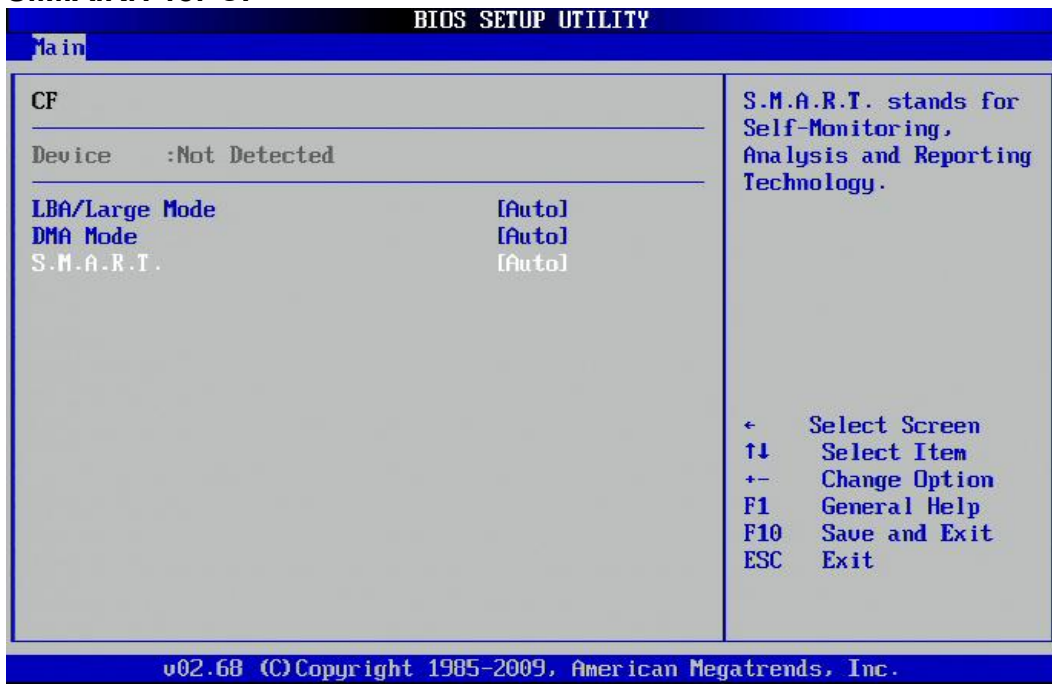 BIOS SETUP UTILITY
Main
CF
Device :Not Detected
LBA/Large Mode [Auto]
DMA Mode [Auto]
S.M.A.R.T. [Auto]
S.M.A.R.T. stands for
Self-Monitoring,
Analysis and Reporting
Technology.
← Select Screen
↑↓ Select Item
+- Change Option
F1 General Help
F10 Save and Exit
ESC Exit
v02.68 (C)Copyright 1985-2009, American Megatrends, Inc.